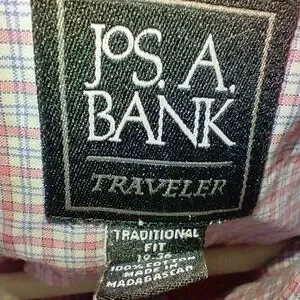 JOS. A.
BANK
TRAVELER
TRADITIONAL
FIT
100% COTTON
MADE IN
MADAGASCAR